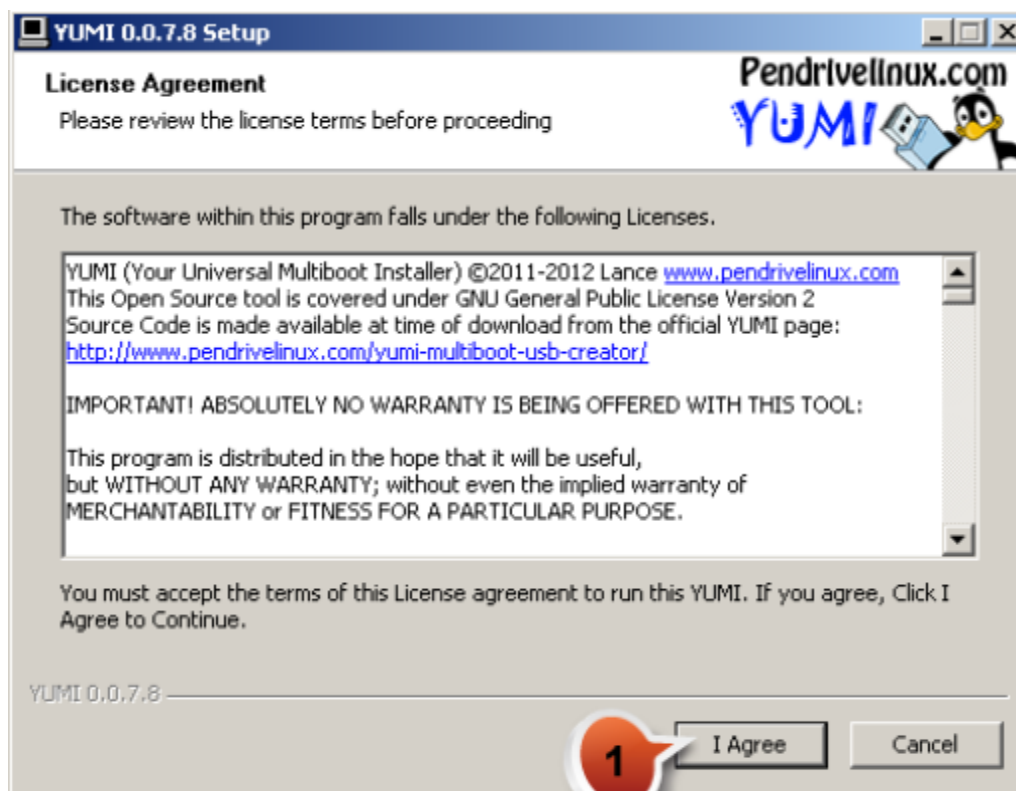 YUMI 0.0.7.8 Setup
License Agreement
Please review the license terms before proceeding
Pendrivelinux.com
YUMI
The software within this program falls under the following Licenses.
YUMI (Your Universal Multiboot Installer) ©2011-2012 Lance www.pendrivelinux.com
This Open Source tool is covered under GNU General Public License Version 2
Source Code is made available at time of download from the official YUMI page:
http://www.pendrivelinux.com/yumi-multiboot-usb-creator/
IMPORTANT! ABSOLUTELY NO WARRANTY IS BEING OFFERED WITH THIS TOOL:
This program is distributed in the hope that it will be useful,
but WITHOUT ANY WARRANTY; without even the implied warranty of
MERCHANTABILITY or FITNESS FOR A PARTICULAR PURPOSE.
You must accept the terms of this License agreement to run this YUMI. If you agree, Click I
Agree to Continue.
YUMI 0.0.7.8
1
I Agree
Cancel